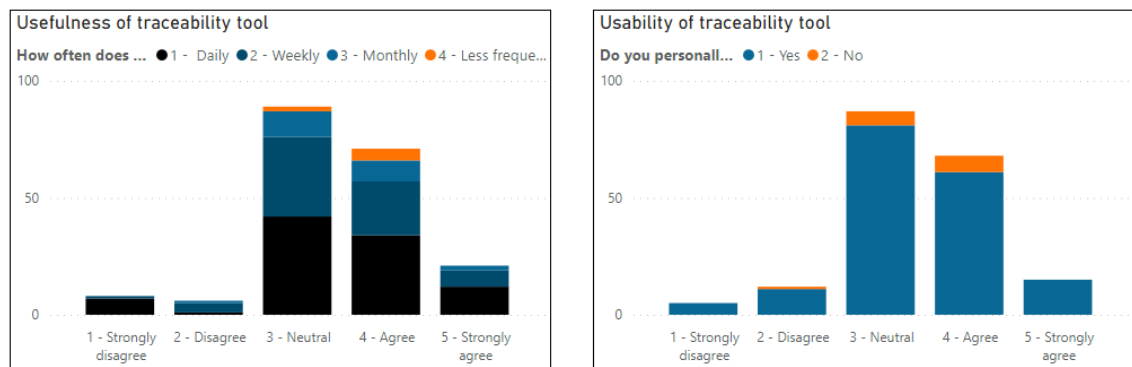 Usefulness of traceability tool
How often does ... 1 - Daily 2 - Weekly 3 - Monthly 4 - Less freque...
100
50
0
1 - Strongly disagree
2 - Disagree
3 - Neutral
4 - Agree
5 - Strongly agree
Usability of traceability tool
Do you personall... 1 - Yes 2 - No
100
50
0
1 - Strongly disagree
2 - Disagree
3 - Neutral
4 - Agree
5 - Strongly agree